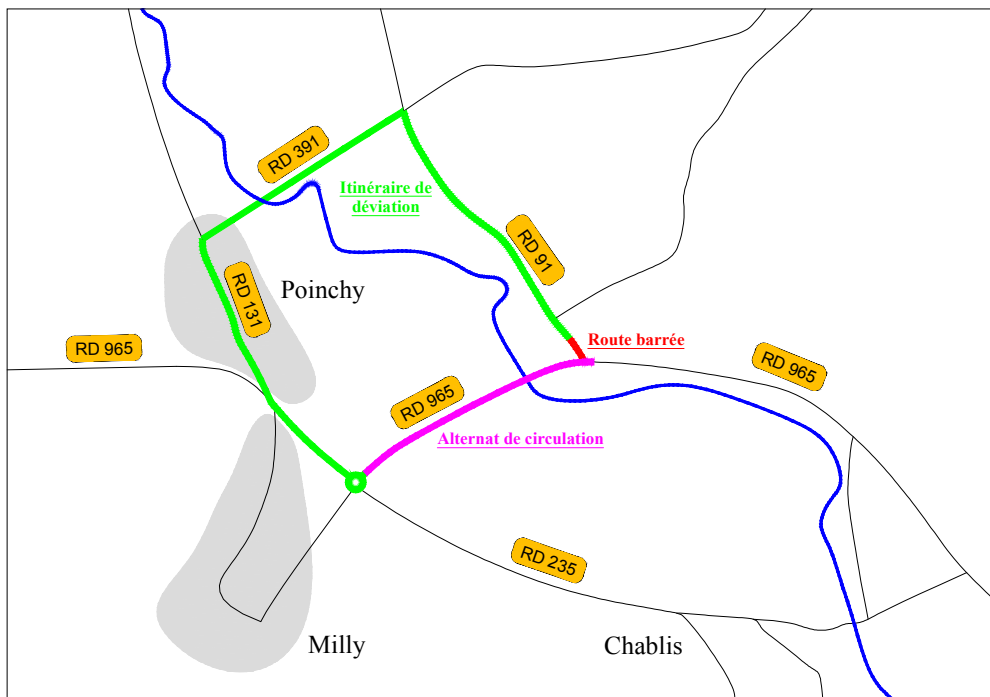 RD 391
Itinéraire de
déviation
RD 91
RD 131
Poinchy
RD 965
Route barrée
RD 965
RD 965
Alternat de circulation
RD 235
Milly
Chablis